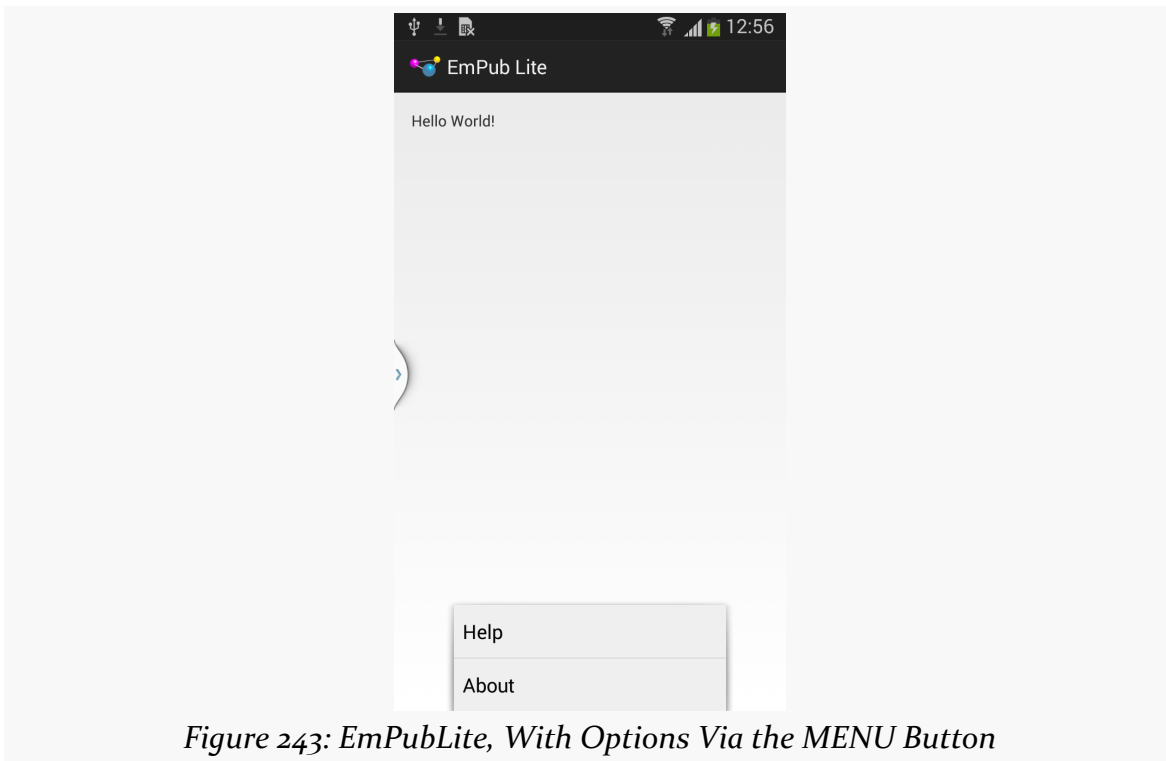 12:56
EmPub Lite
Hello World!
Help
About
Figure 243: EmPubLite, With Options Via the MENU Button